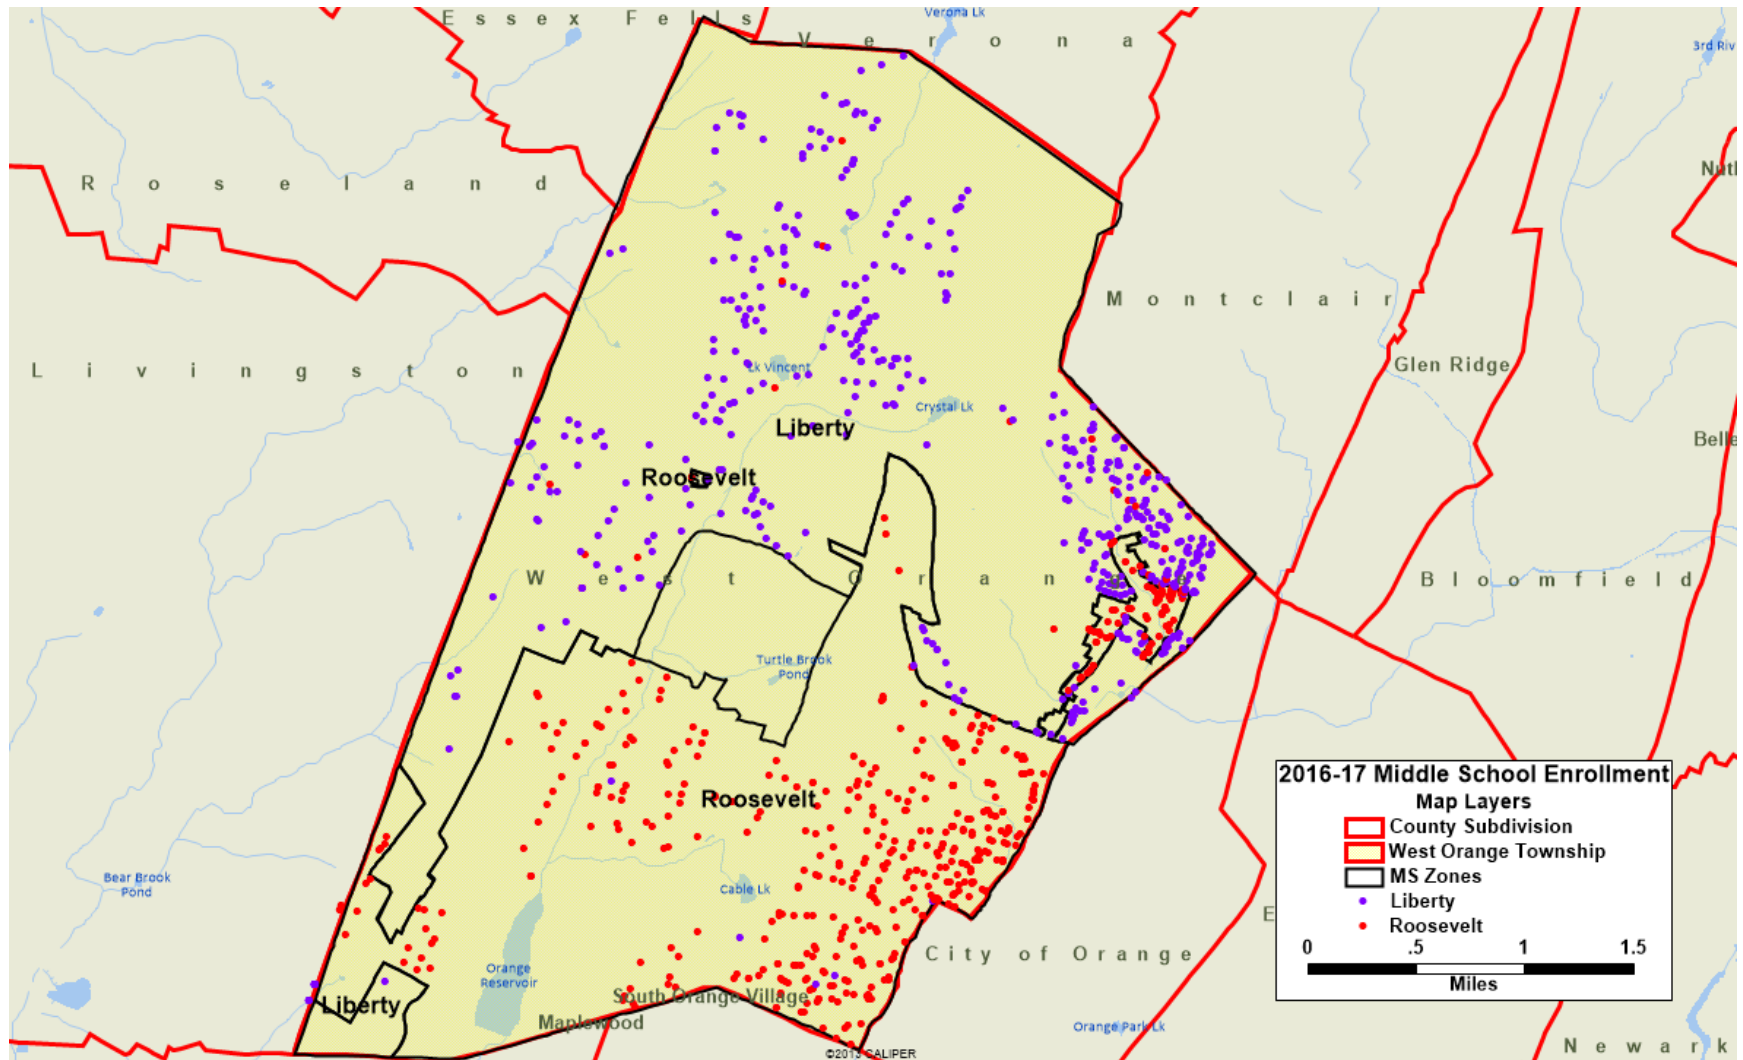 Essex Fells
Verona Lk
Verona
3rd Riv
Roseland
Nutl
Montclair
Livingston
Lk Vincent
Glen Ridge
Crystal Lk
Liberty
Belle
Roosevelt
West Orange
Bloomfield
Turtle Brook
Pond
2016-17 Middle School Enrollment
Map Layers
County Subdivision
West Orange Township
MS Zones
Liberty
Roosevelt
0 .5 1 1.5
Miles
Roosevelt
Bear Brook
Pond
Cable Lk
E
City of Orange
Orange
Reservoir
South Orange Village
Liberty
Maplewood
Orange Park Lk
Newark
©2013 CALIPER